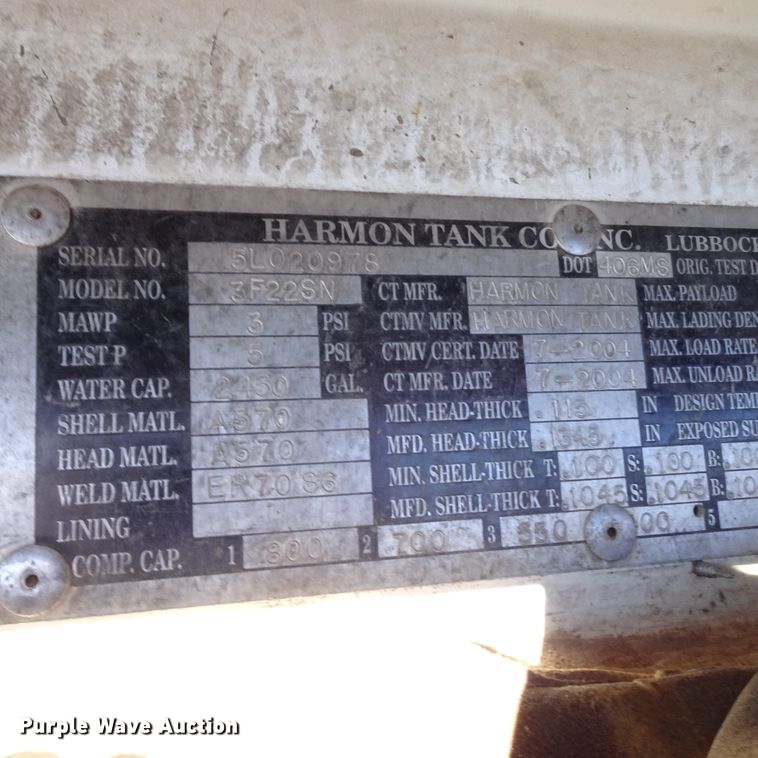 HARMON TANK CO INC. LUBBOCK
SERIAL NO. 5L020978 DOT 406MS ORIG. TEST D
MODEL NO. 3F22SN CT MFR. HARMON TANK MAX. PAYLOAD
MAWP 3 PSI CTMV MFR. HARMON TANK MAX. LADING DEN
TEST P 5 PSI CTMV CERT. DATE 7-2004 MAX. LOAD RATE
WATER CAP. 2450 GAL. CT MFR. DATE 7-2004 MAX. UNLOAD RA
SHELL MATL. A570 MIN. HEAD-THICK .115 IN DESIGN TEMP
HEAD MATL. A570 MFD. HEAD-THICK .1345 IN EXPOSED SU
WELD MATL. ER70S6 MIN. SHELL-THICK T: .100 S: .100 B: .100
LINING MFD. SHELL-THICK T: .1045 S: .1045 B: .10
COMP. CAP. 1 800 2 700 3 550 00 5
Purple Wave Auction